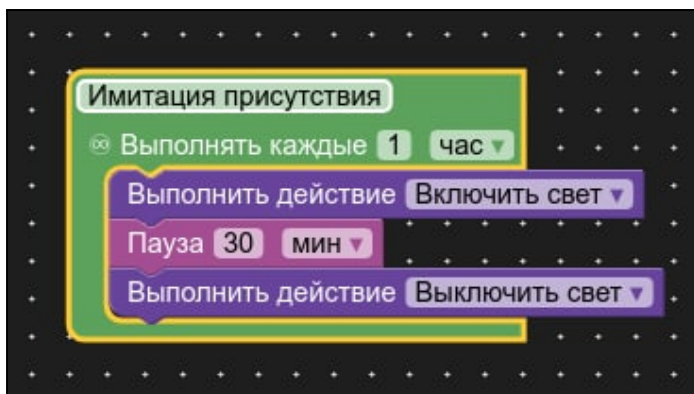 Имитация присутствия
Выполнять каждые 1 час
Выполнить действие Включить свет
Пауза 30 мин
Выполнить действие Выключить свет